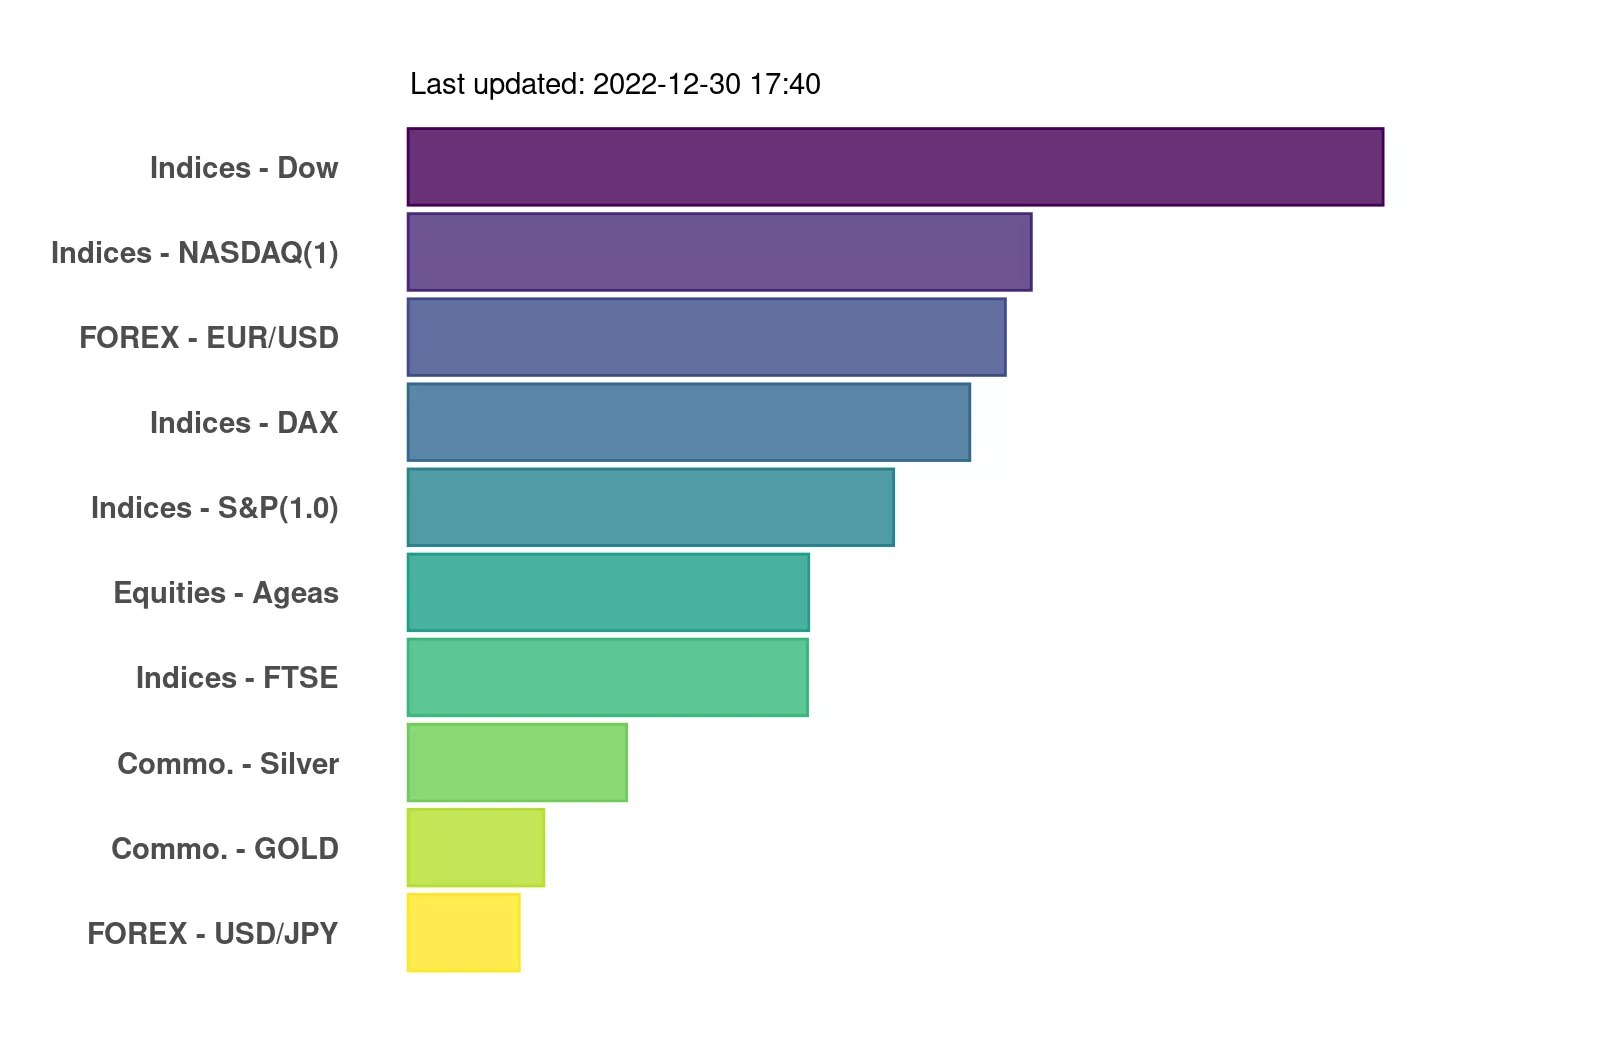 Last updated: 2022-12-30 17:40
Indices - Dow
Indices - NASDAQ(1)
FOREX - EUR/USD
Indices - DAX
Indices - S&P(1.0)
Equities - Ageas
Indices - FTSE
Commo. - Silver
Commo. - GOLD
FOREX - USD/JPY